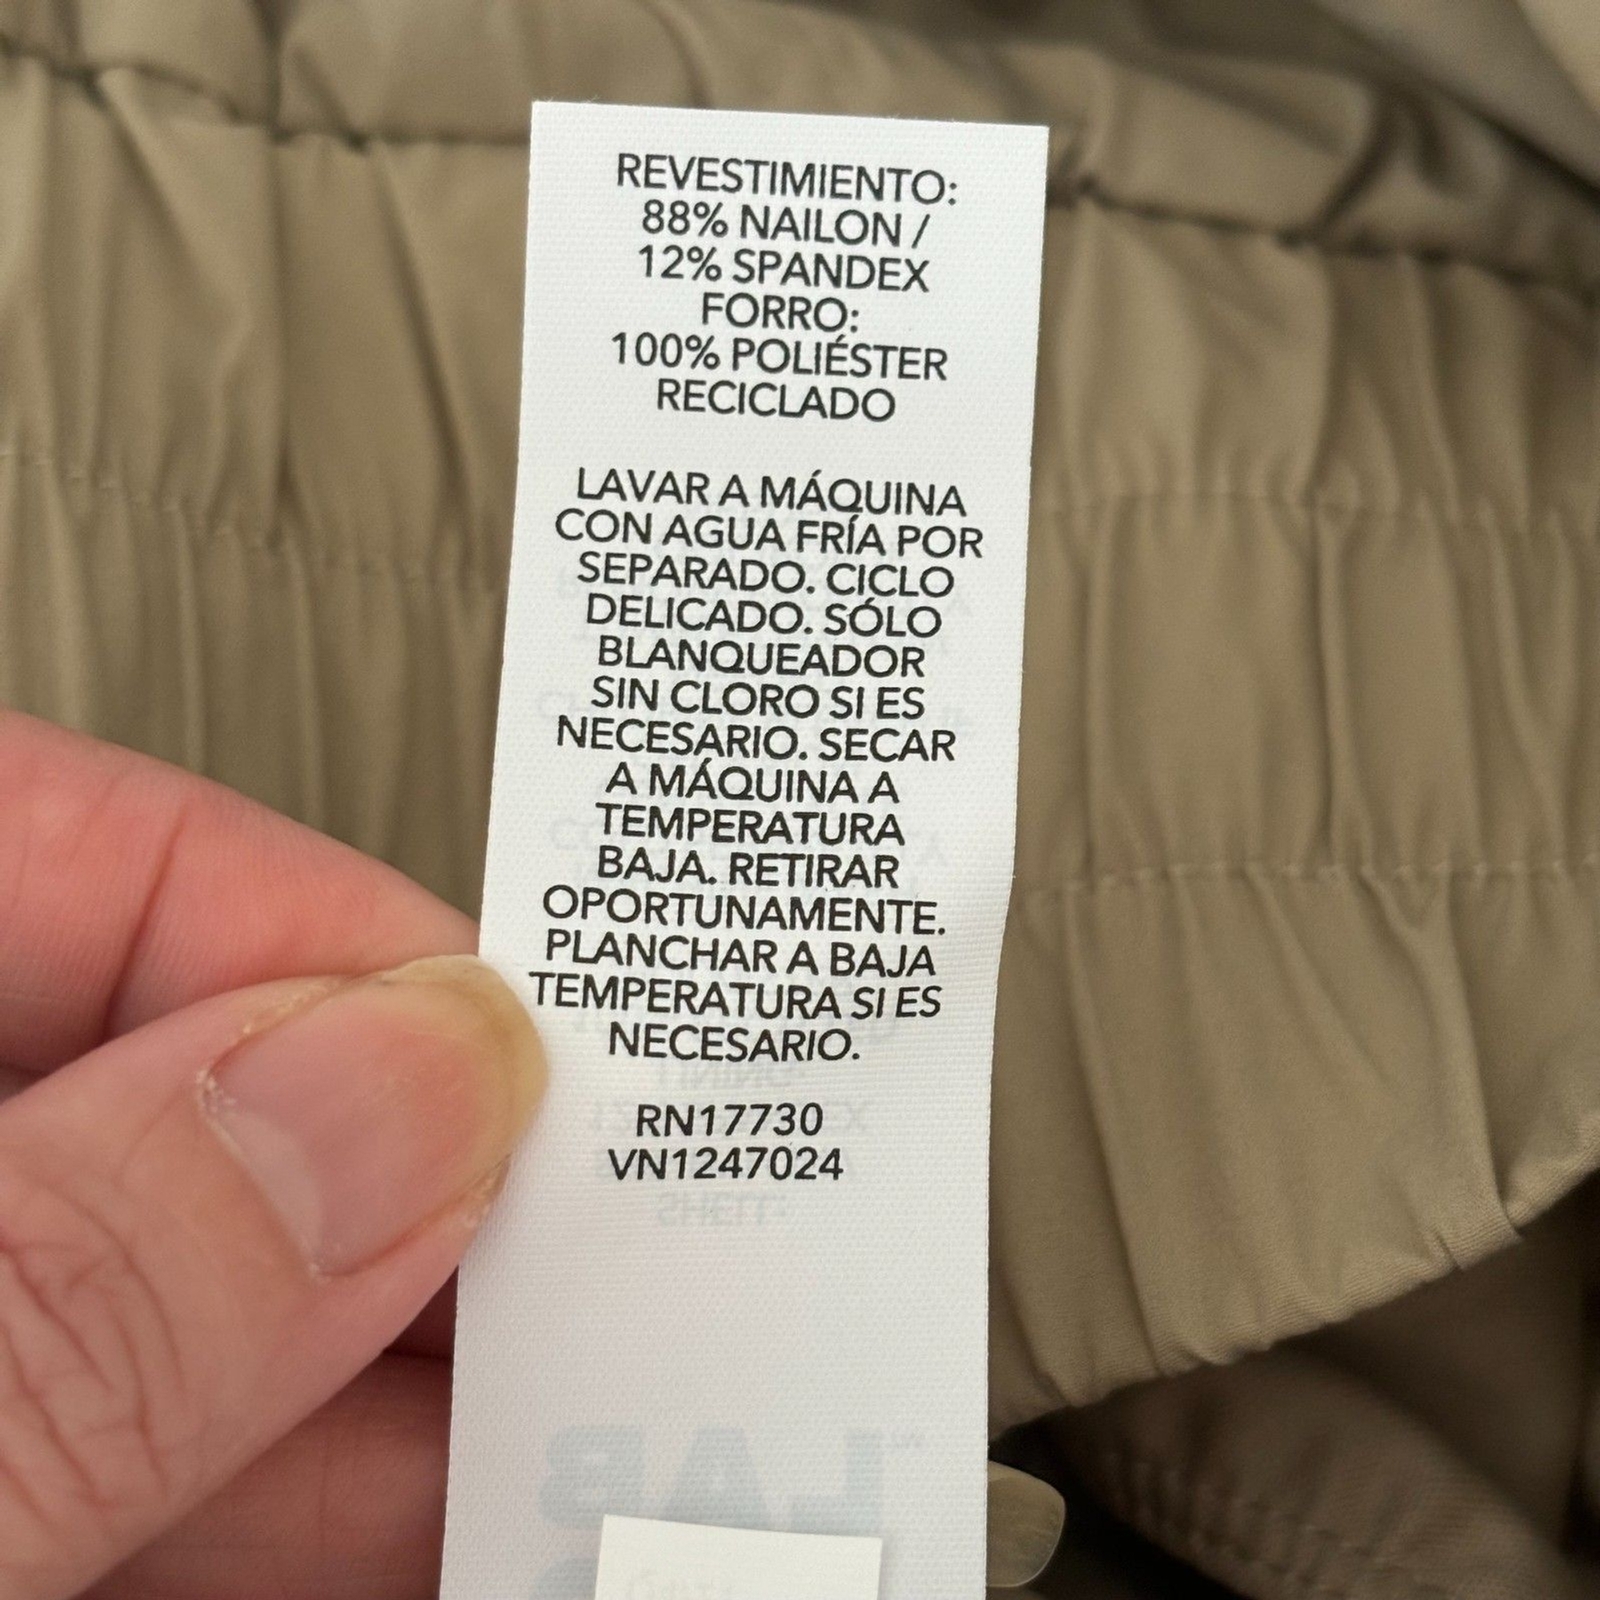 REVESTIMIENTO:
88% NAILON /
12% SPANDEX
FORRO:
100% POLIÉSTER
RECICLADO
LAVAR A MÁQUINA
CON AGUA FRÍA POR
SEPARADO. CICLO
DELICADO. SÓLO
BLANQUEADOR
SIN CLORO SI ES
NECESARIO. SECAR
A MÁQUINA A
TEMPERATURA
BAJA. RETIRAR
OPORTUNAMENTE.
PLANCHAR A BAJA
TEMPERATURA SI ES
NECESARIO.
RN17730
VN1247024
SHELL:
LAB